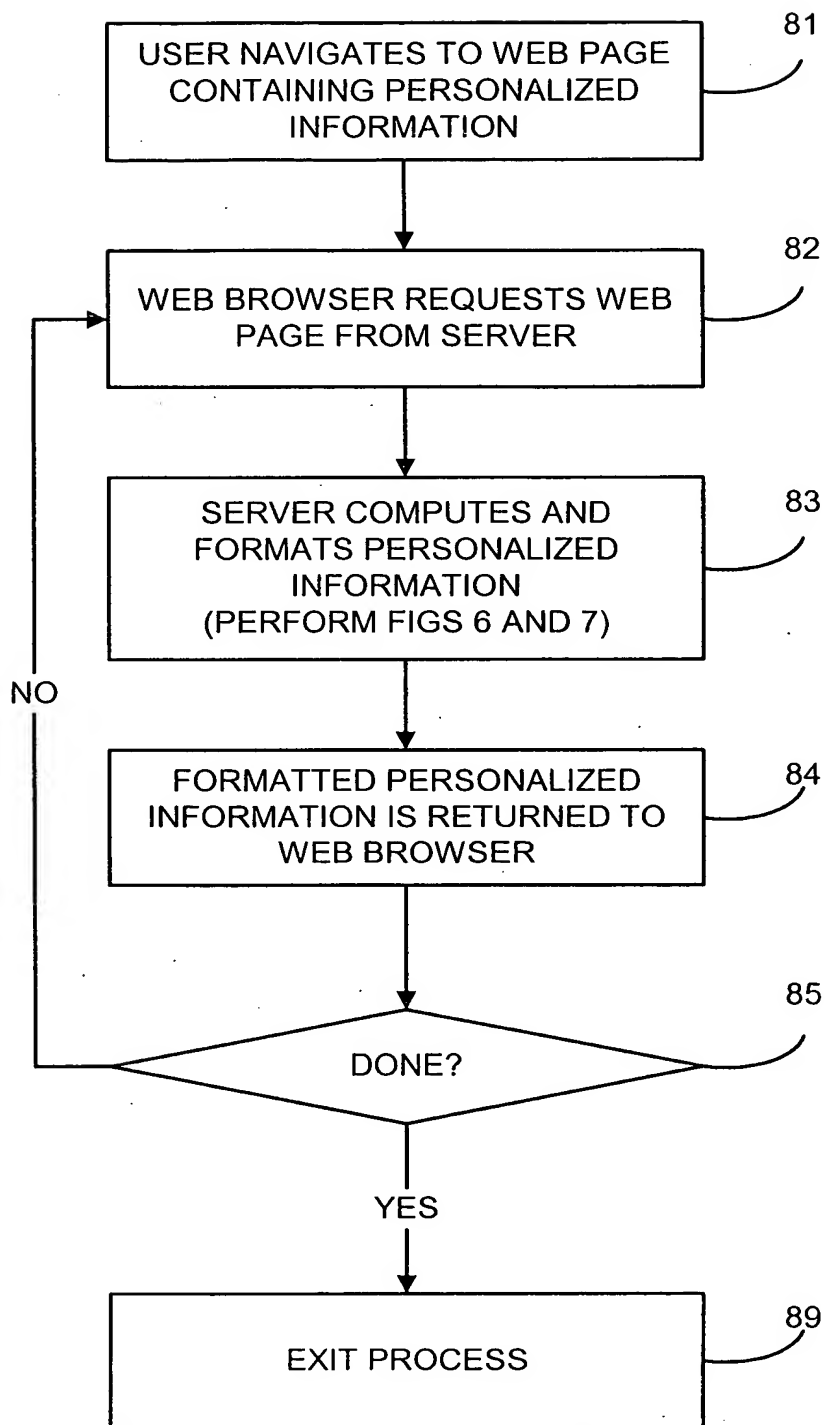 81
USER NAVIGATES TO WEB PAGE
CONTAINING PERSONALIZED
INFORMATION
82
WEB BROWSER REQUESTS WEB
PAGE FROM SERVER
83
SERVER COMPUTES AND
FORMATS PERSONALIZED
INFORMATION
(PERFORM FIGS 6 AND 7)
NO
84
FORMATTED PERSONALIZED
INFORMATION IS RETURNED TO
WEB BROWSER
85
DONE?
YES
89
EXIT PROCESS